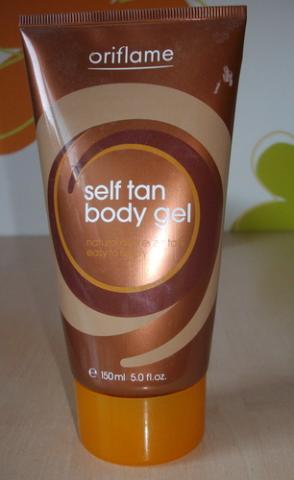 oriflame
self tan
body gel
natural
easy to
e 150ml 5.0 fl.oz.